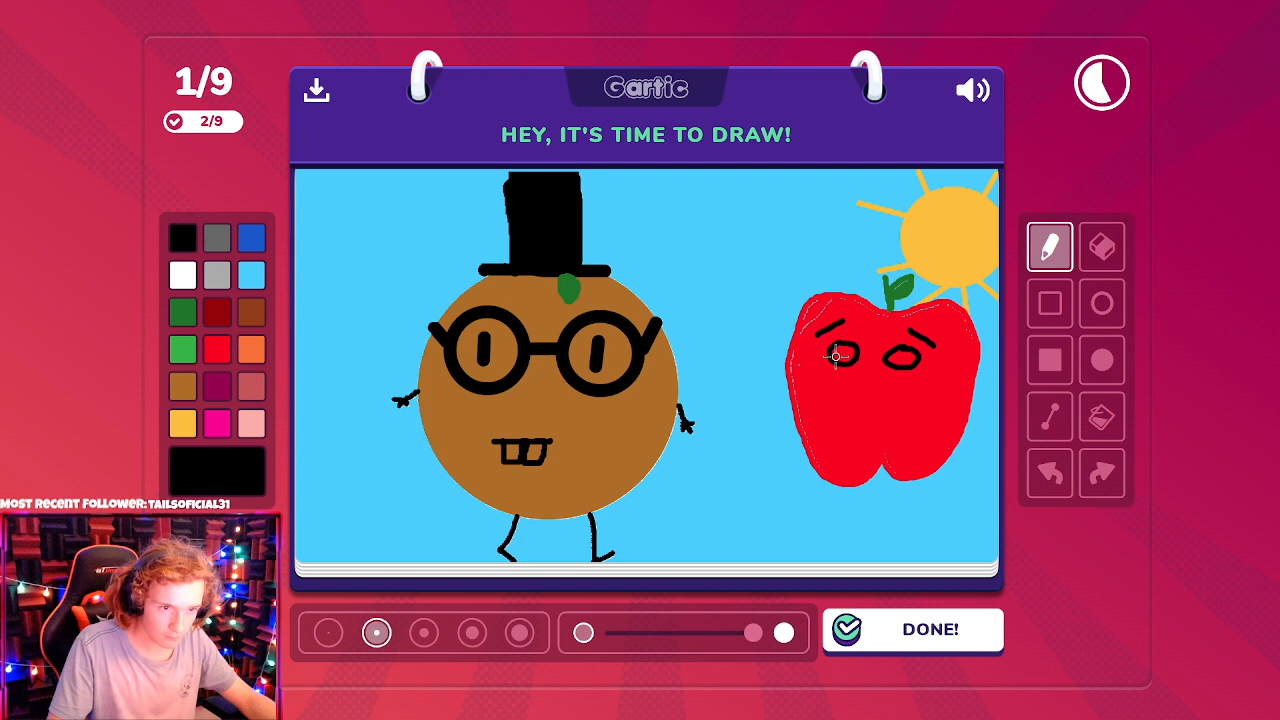 1/9
2/9
Gartic
HEY, IT'S TIME TO DRAW!
MOST RECENT FOLLOWER: TAILSOFICIAL31
DONE!